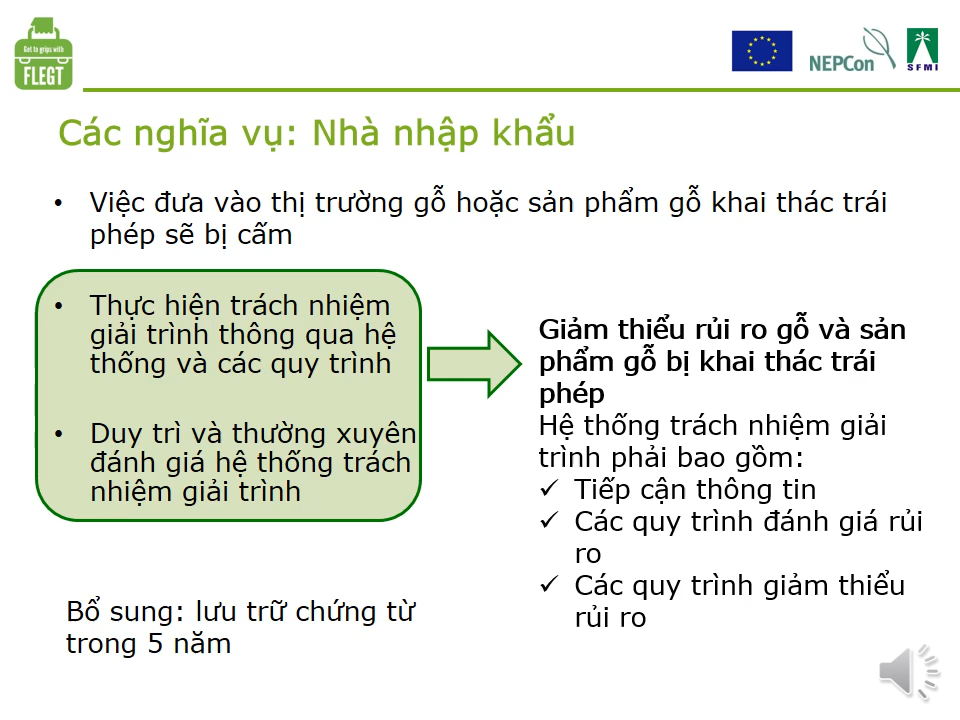 Get to grips with
FLEGT
NEPCon
SFMI
Các nghĩa vụ: Nhà nhập khẩu
• Việc đưa vào thị trường gỗ hoặc sản phẩm gỗ khai thác trái
phép sẽ bị cấm
• Thực hiện trách nhiệm
giải trình thông qua hệ
thống và các quy trình
• Duy trì và thường xuyên
đánh giá hệ thống trách
nhiệm giải trình
Giảm thiểu rủi ro gỗ và sản
phẩm gỗ bị khai thác trái
phép
Hệ thống trách nhiệm giải
trình phải bao gồm:
✓ Tiếp cận thông tin
✓ Các quy trình đánh giá rủi
ro
✓ Các quy trình giảm thiểu
rủi ro
Bổ sung: lưu trữ chứng từ
trong 5 năm